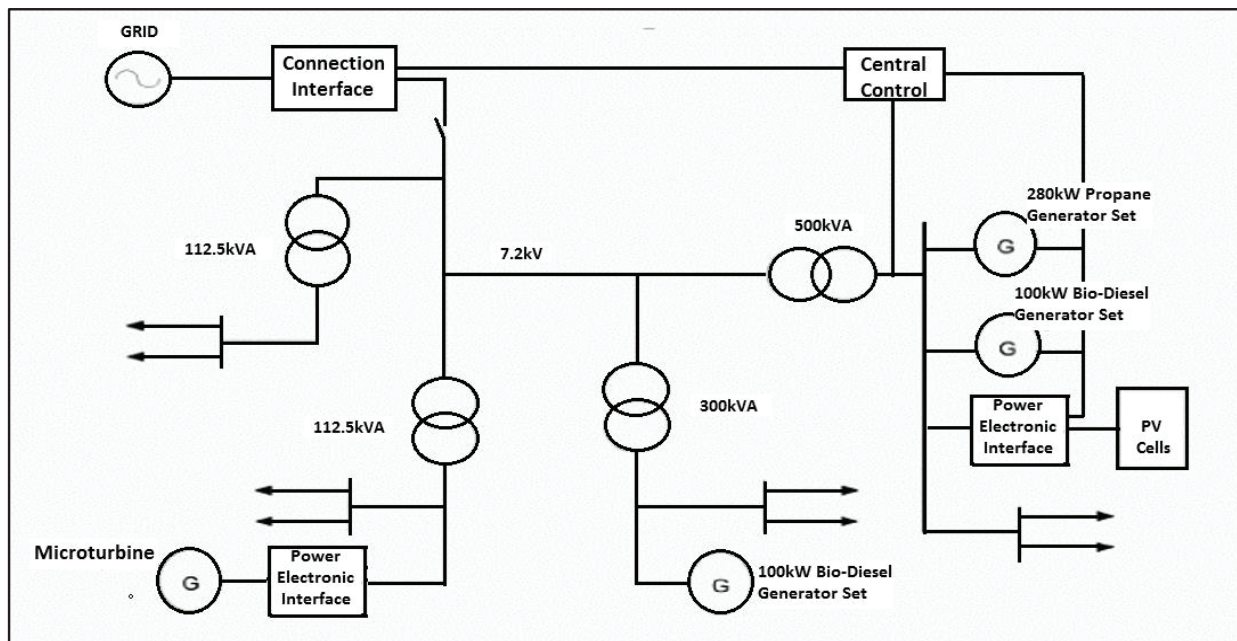 GRID
Connection
Interface
Central
Control
280kW Propane
Generator Set
G
112.5kVA
7.2kV
500kVA
100kW Bio-Diesel
Generator Set
G
112.5kVA
300kVA
Power
Electronic
Interface
PV
Cells
Microturbine
G
Power
Electronic
Interface
G
100kW Bio-Diesel
Generator Set